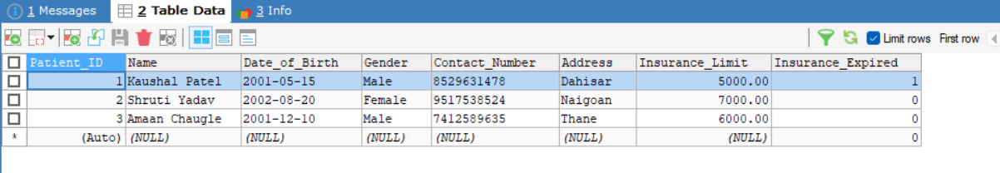 1 Messages 2 Table Data 3 Info
Limit rows First row
Patient_ID Name Date_of_Birth Gender Contact_Number Address Insurance_Limit Insurance_Expired
1 Kaushal Patel 2001-05-15 Male 8529631478 Dahisar 5000.00 1
2 Shruti Yadav 2002-08-20 Female 9517538524 Naigoan 7000.00 0
3 Amaan Chaugle 2001-12-10 Male 7412589635 Thane 6000.00 0
* (Auto) (NULL) (NULL) (NULL) (NULL) (NULL) (NULL) 0